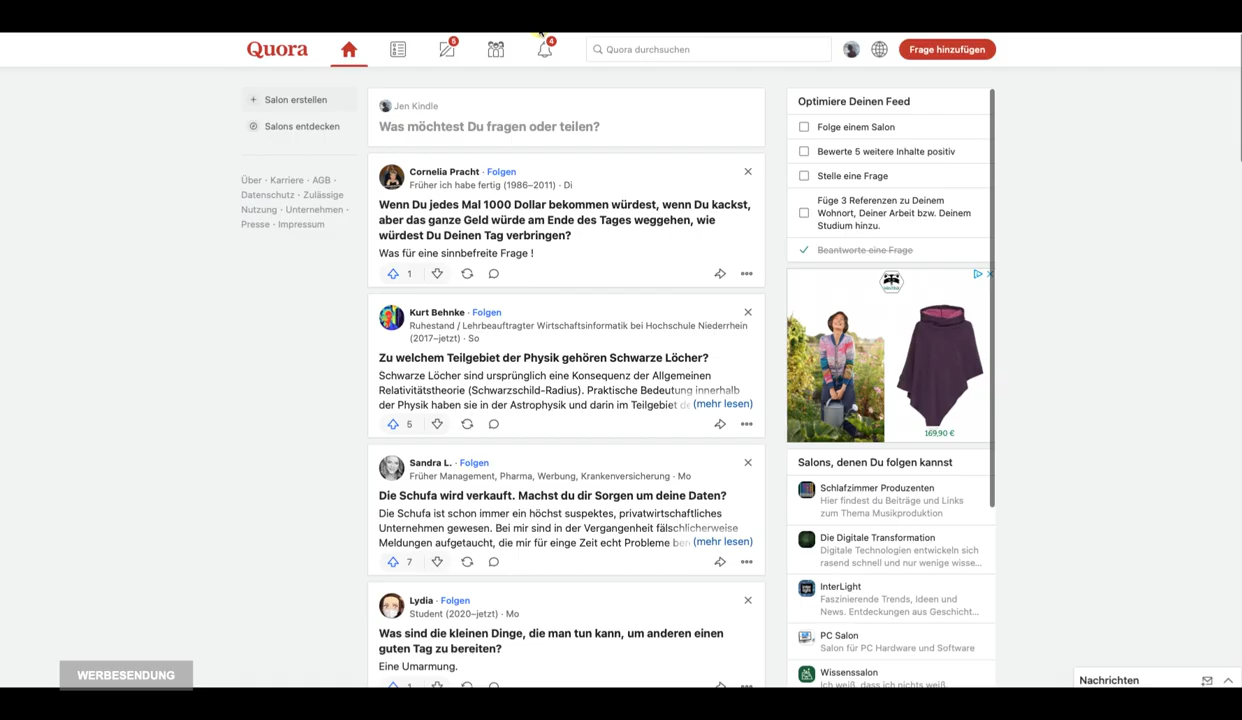 Quora
5
4
Quora durchsuchen
Frage hinzufügen
Salon erstellen
Salons entdecken
Über · Karriere · AGB ·
Datenschutz · Zulässige
Nutzung · Unternehmen ·
Presse · Impressum
Jen Kindle
Was möchtest Du fragen oder teilen?
Cornelia Pracht · Folgen
Früher ich habe fertig (1986–2011) · Di
Wenn Du jedes Mal 1000 Dollar bekommen würdest, wenn Du kackst,
aber das ganze Geld würde am Ende des Tages weggehen, wie
würdest Du Deinen Tag verbringen?
Was für eine sinnbefreite Frage !
1
Kurt Behnke · Folgen
Ruhestand / Lehrbeauftragter Wirtschaftsinformatik bei Hochschule Niederrhein
(2017–jetzt) · So
Zu welchem Teilgebiet der Physik gehören Schwarze Löcher?
Schwarze Löcher sind ursprünglich eine Konsequenz der Allgemeinen
Relativitätstheorie (Schwarzschild-Radius). Praktische Bedeutung innerhalb
der Physik haben sie in der Astrophysik und darin im Teilgebiet (mehr lesen)
5
Sandra L. · Folgen
Früher Management, Pharma, Werbung, Krankenversicherung · Mo
Die Schufa wird verkauft. Machst du dir Sorgen um deine Daten?
Die Schufa ist schon immer ein höchst suspektes, privatwirtschaftliches
Unternehmen gewesen. Bei mir sind in der Vergangenheit fälschlicherweise
Meldungen aufgetaucht, die mir für einge Zeit echt Probleme (mehr lesen)
7
Lydia · Folgen
Student (2020–jetzt) · Mo
Was sind die kleinen Dinge, die man tun kann, um anderen einen
guten Tag zu bereiten?
Eine Umarmung.
1
Optimiere Deinen Feed
Folge einem Salon
Bewerte 5 weitere Inhalte positiv
Stelle eine Frage
Füge 3 Referenzen zu Deinem
Wohnort, Deiner Arbeit bzw. Deinem
Studium hinzu.
Beantworte eine Frage
169,90 €
Salons, denen Du folgen kannst
Schlafzimmer Produzenten
Hier findest du Beiträge und Links
zum Thema Musikproduktion
Die Digitale Transformation
Digitale Technologien entwickeln sich
rasend schnell und nur wenige wisse...
InterLight
Faszinierende Trends, Ideen und
News. Entdeckungen aus Geschicht...
PC Salon
Salon für PC Hardware und Software
Wissenssalon
Ich weiß, dass ich nichts weiß.
WERBESENDUNG
Nachrichten